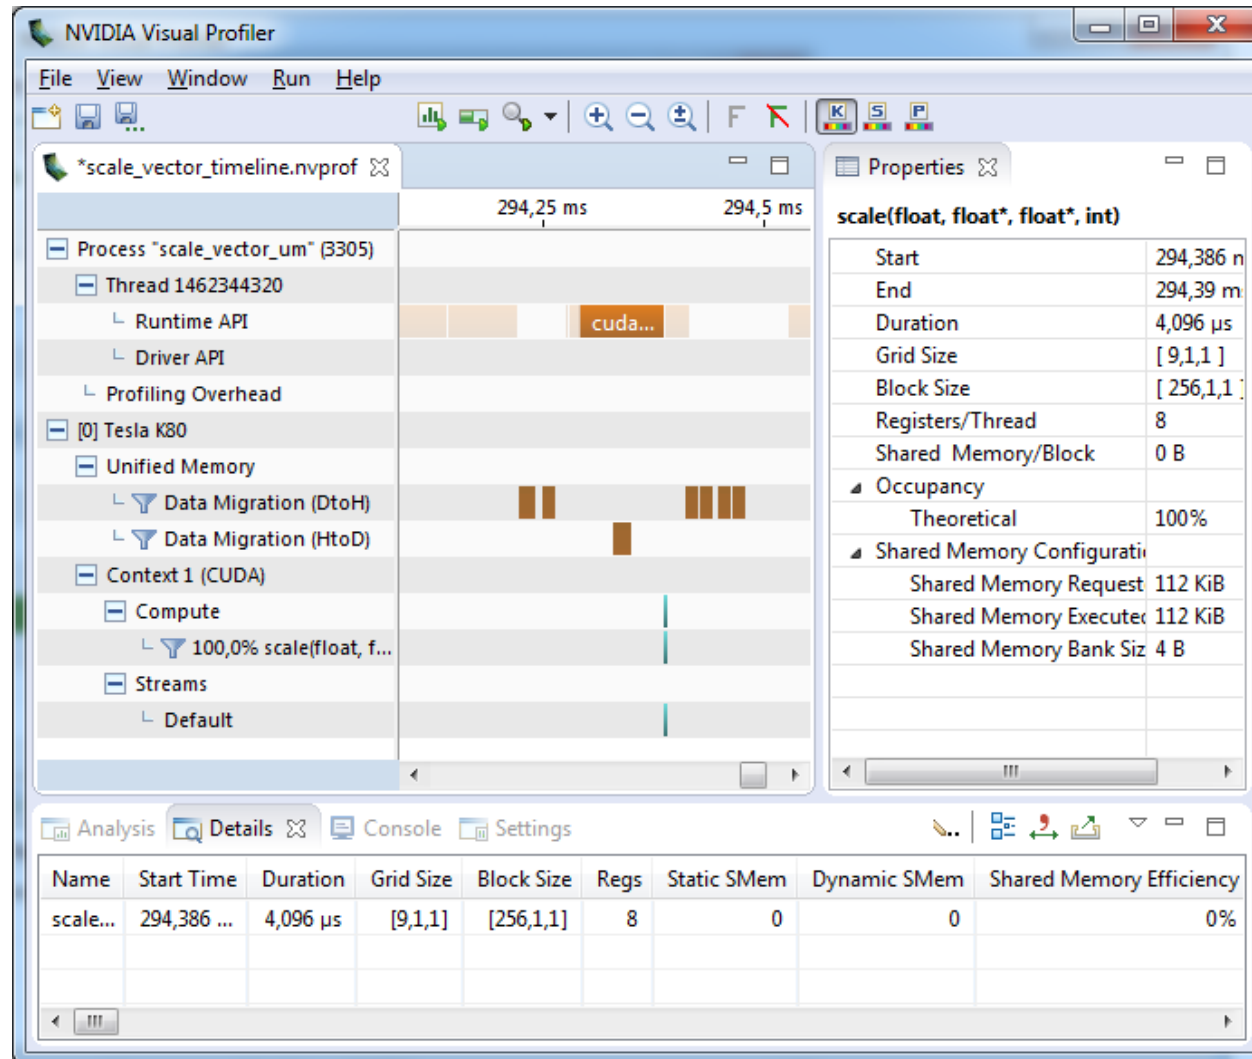 NVIDIA Visual Profiler
File View Window Run Help
F K S P
*scale_vector_timeline.nvprof
294,25 ms 294,5 ms
Process "scale_vector_um" (3305)
Thread 1462344320
Runtime API cuda...
Driver API
Profiling Overhead
[0] Tesla K80
Unified Memory
Data Migration (DtoH)
Data Migration (HtoD)
Context 1 (CUDA)
Compute
100,0% scale(float, f...
Streams
Default
Properties
scale(float, float*, float*, int)
Start 294,386 n
End 294,39 m
Duration 4,096 µs
Grid Size [ 9,1,1 ]
Block Size [ 256,1,1 ]
Registers/Thread 8
Shared Memory/Block 0 B
Occupancy
Theoretical 100%
Shared Memory Configurati
Shared Memory Request 112 KiB
Shared Memory Executed 112 KiB
Shared Memory Bank Siz 4 B
Analysis Details Console Settings
Name Start Time Duration Grid Size Block Size Regs Static SMem Dynamic SMem Shared Memory Efficiency
scale... 294,386 ... 4,096 µs [9,1,1] [256,1,1] 8 0 0 0%